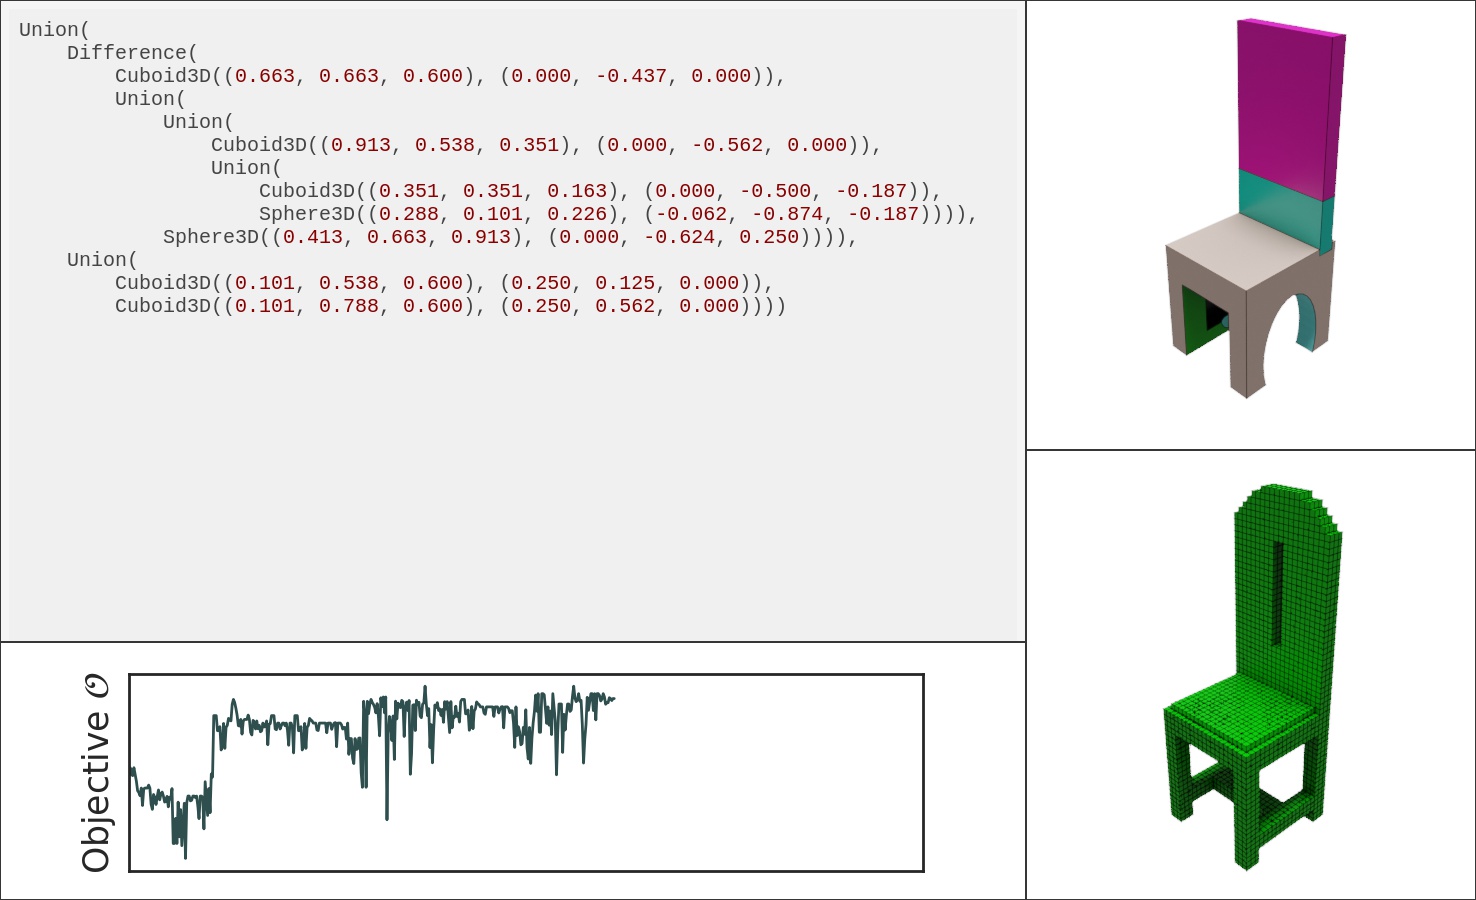 Union(
    Difference(
        Cuboid3D((0.663, 0.663, 0.600), (0.000, -0.437, 0.000)),
        Union(
            Union(
                Cuboid3D((0.913, 0.538, 0.351), (0.000, -0.562, 0.000)),
                Union(
                    Cuboid3D((0.351, 0.351, 0.163), (0.000, -0.500, -0.187)),
                    Sphere3D((0.288, 0.101, 0.226), (-0.062, -0.874, -0.187)))),
            Sphere3D((0.413, 0.663, 0.913), (0.000, -0.624, 0.250)))),
    Union(
        Cuboid3D((0.101, 0.538, 0.600), (0.250, 0.125, 0.000)),
        Cuboid3D((0.101, 0.788, 0.600), (0.250, 0.562, 0.000))))
Objective 𝒪